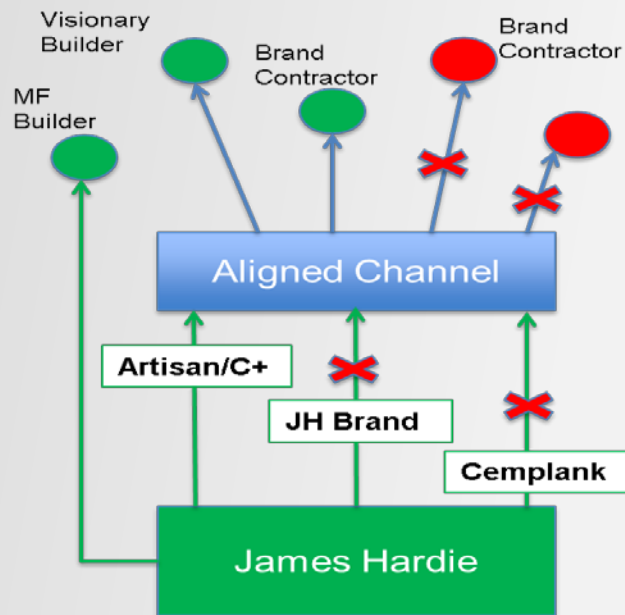 Visionary
Builder
Brand
Contractor
Brand
Contractor
MF
Builder
Aligned Channel
Artisan/C+
JH Brand
Cemplank
James Hardie